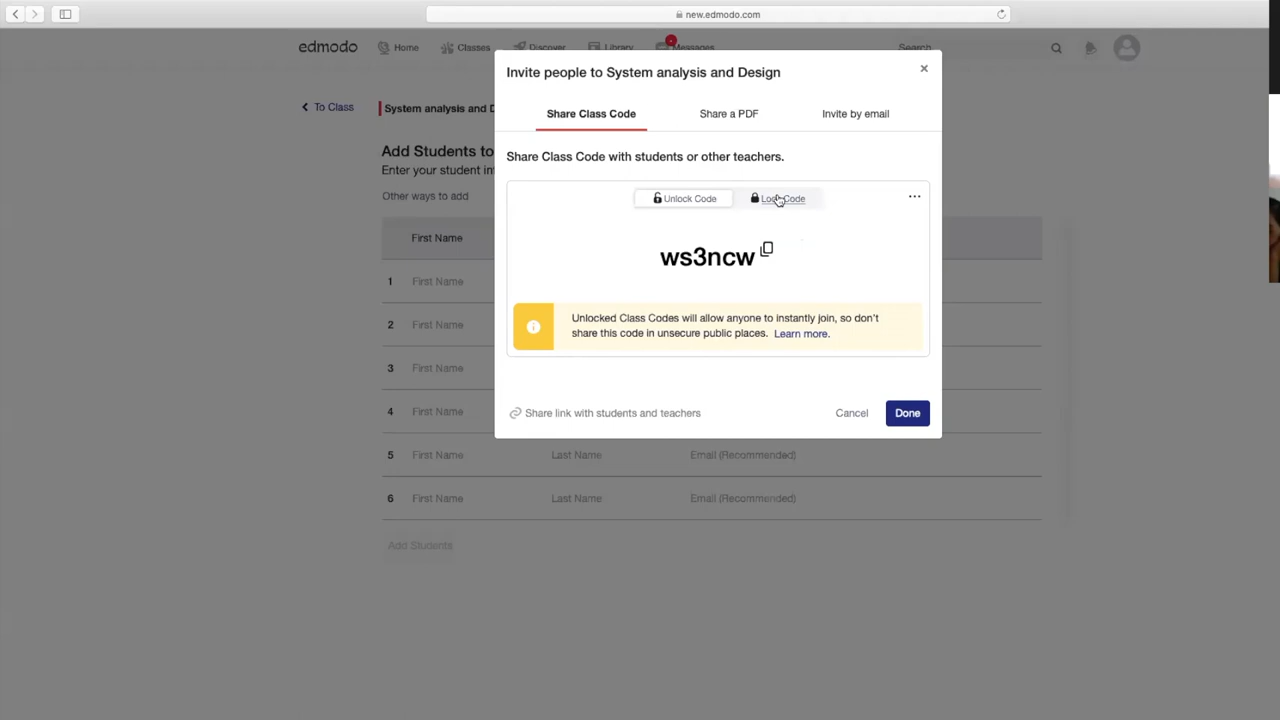 new.edmodo.com
edmodo
Home
Classes
Discover
Library
Messages
Search
Invite people to System analysis and Design
To Class
System analysis and D
Share Class Code
Share a PDF
Invite by email
Add Students to
Share Class Code with students or other teachers.
Enter your student in
Other ways to add
Unlock Code
Lock Code
ws3ncw
First Name
1 First Name
2 First Name
3 First Name
4 First Name
Unlocked Class Codes will allow anyone to instantly join, so don't
share this code in unsecure public places. Learn more.
Share link with students and teachers
Cancel
Done
5 First Name Last Name Email (Recommended)
6 First Name Last Name Email (Recommended)
Add Students